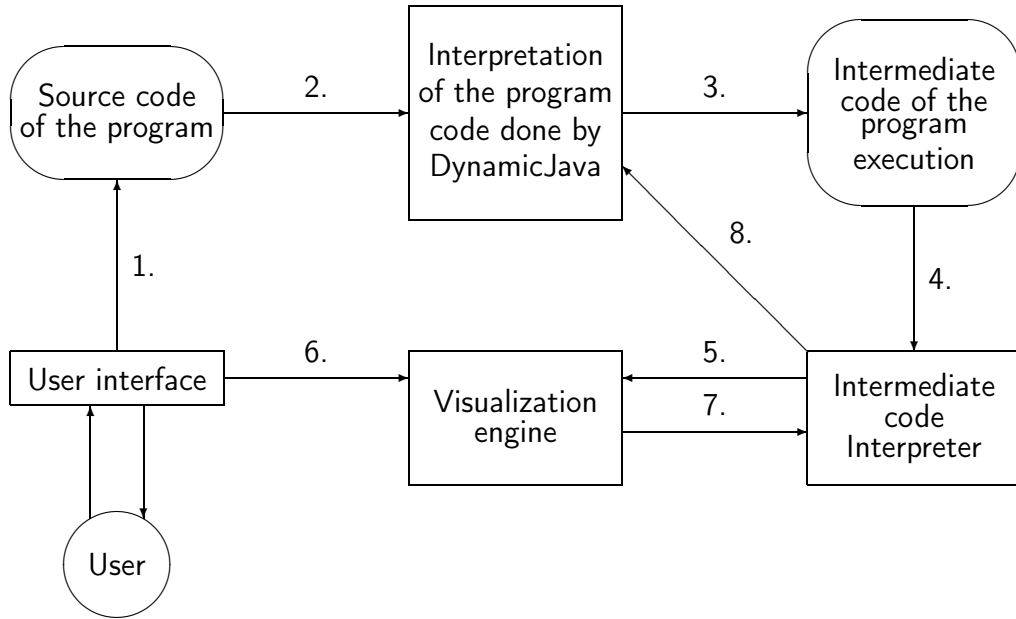 Source code
of the program
2.
Interpretation
of the program
code done by
DynamicJava
3.
Intermediate
code of the
program
execution
1.
8.
4.
User interface
6.
Visualization
engine
5.
7.
Intermediate
code
Interpreter
User